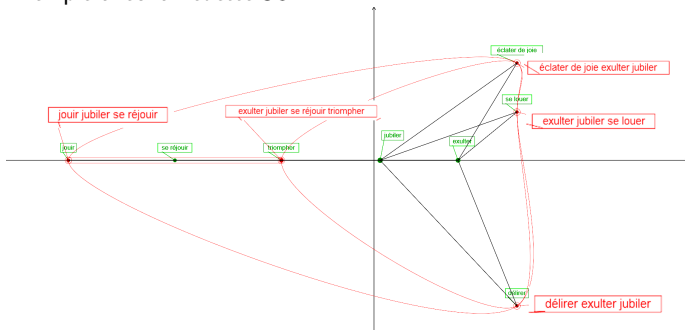 éclater de joie
éclater de joie exulter jubiler
se louer
jouir jubiler se réjouir
exulter jubiler se réjouir triompher
exulter jubiler se louer
jubiler
exulter
jouir
se réjouir
triompher
délirer
délirer exulter jubiler